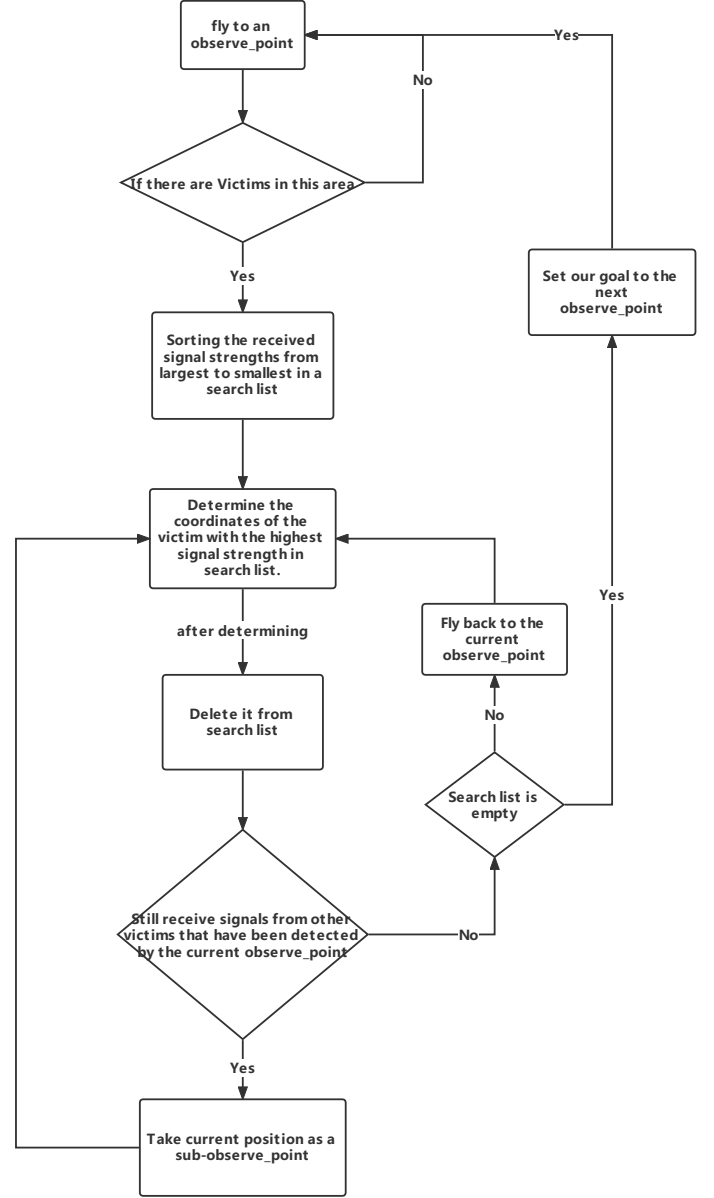 fly to an
observe_point
Yes
No
If there are Victims in this area
Yes
Set our goal to the
next
observe_point
Sorting the received
signal strengths from
largest to smallest in a
search list
Determine the
coordinates of the
victim with the highest
signal strength in
search list.
Yes
after determining
Fly back to the
current
observe_point
Delete it from
search list
No
Search list is
empty
Still receive signals from other
victims that have been detected
by the current observe_point
No
Yes
Take current position as a
sub-observe_point